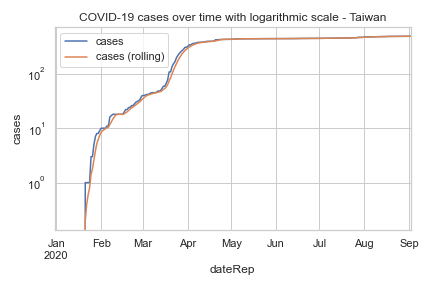 COVID-19 cases over time with logarithmic scale - Taiwan
cases
cases (rolling)
10²
10¹
10⁰
cases
Jan Feb Mar Apr May Jun Jul Aug Sep
2020
dateRep